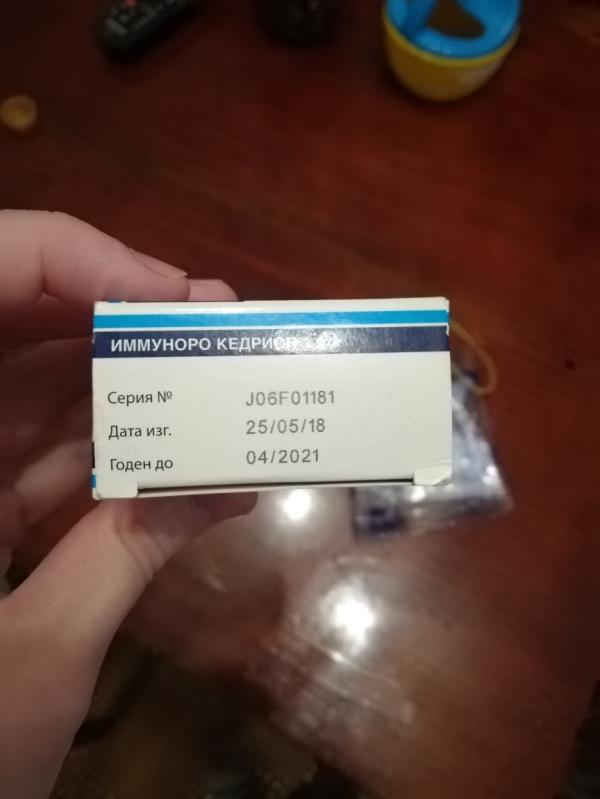 ИММУНОРО КЕДРИОН
Серия № J06F01181
Дата изг. 25/05/18
Годен до 04/2021